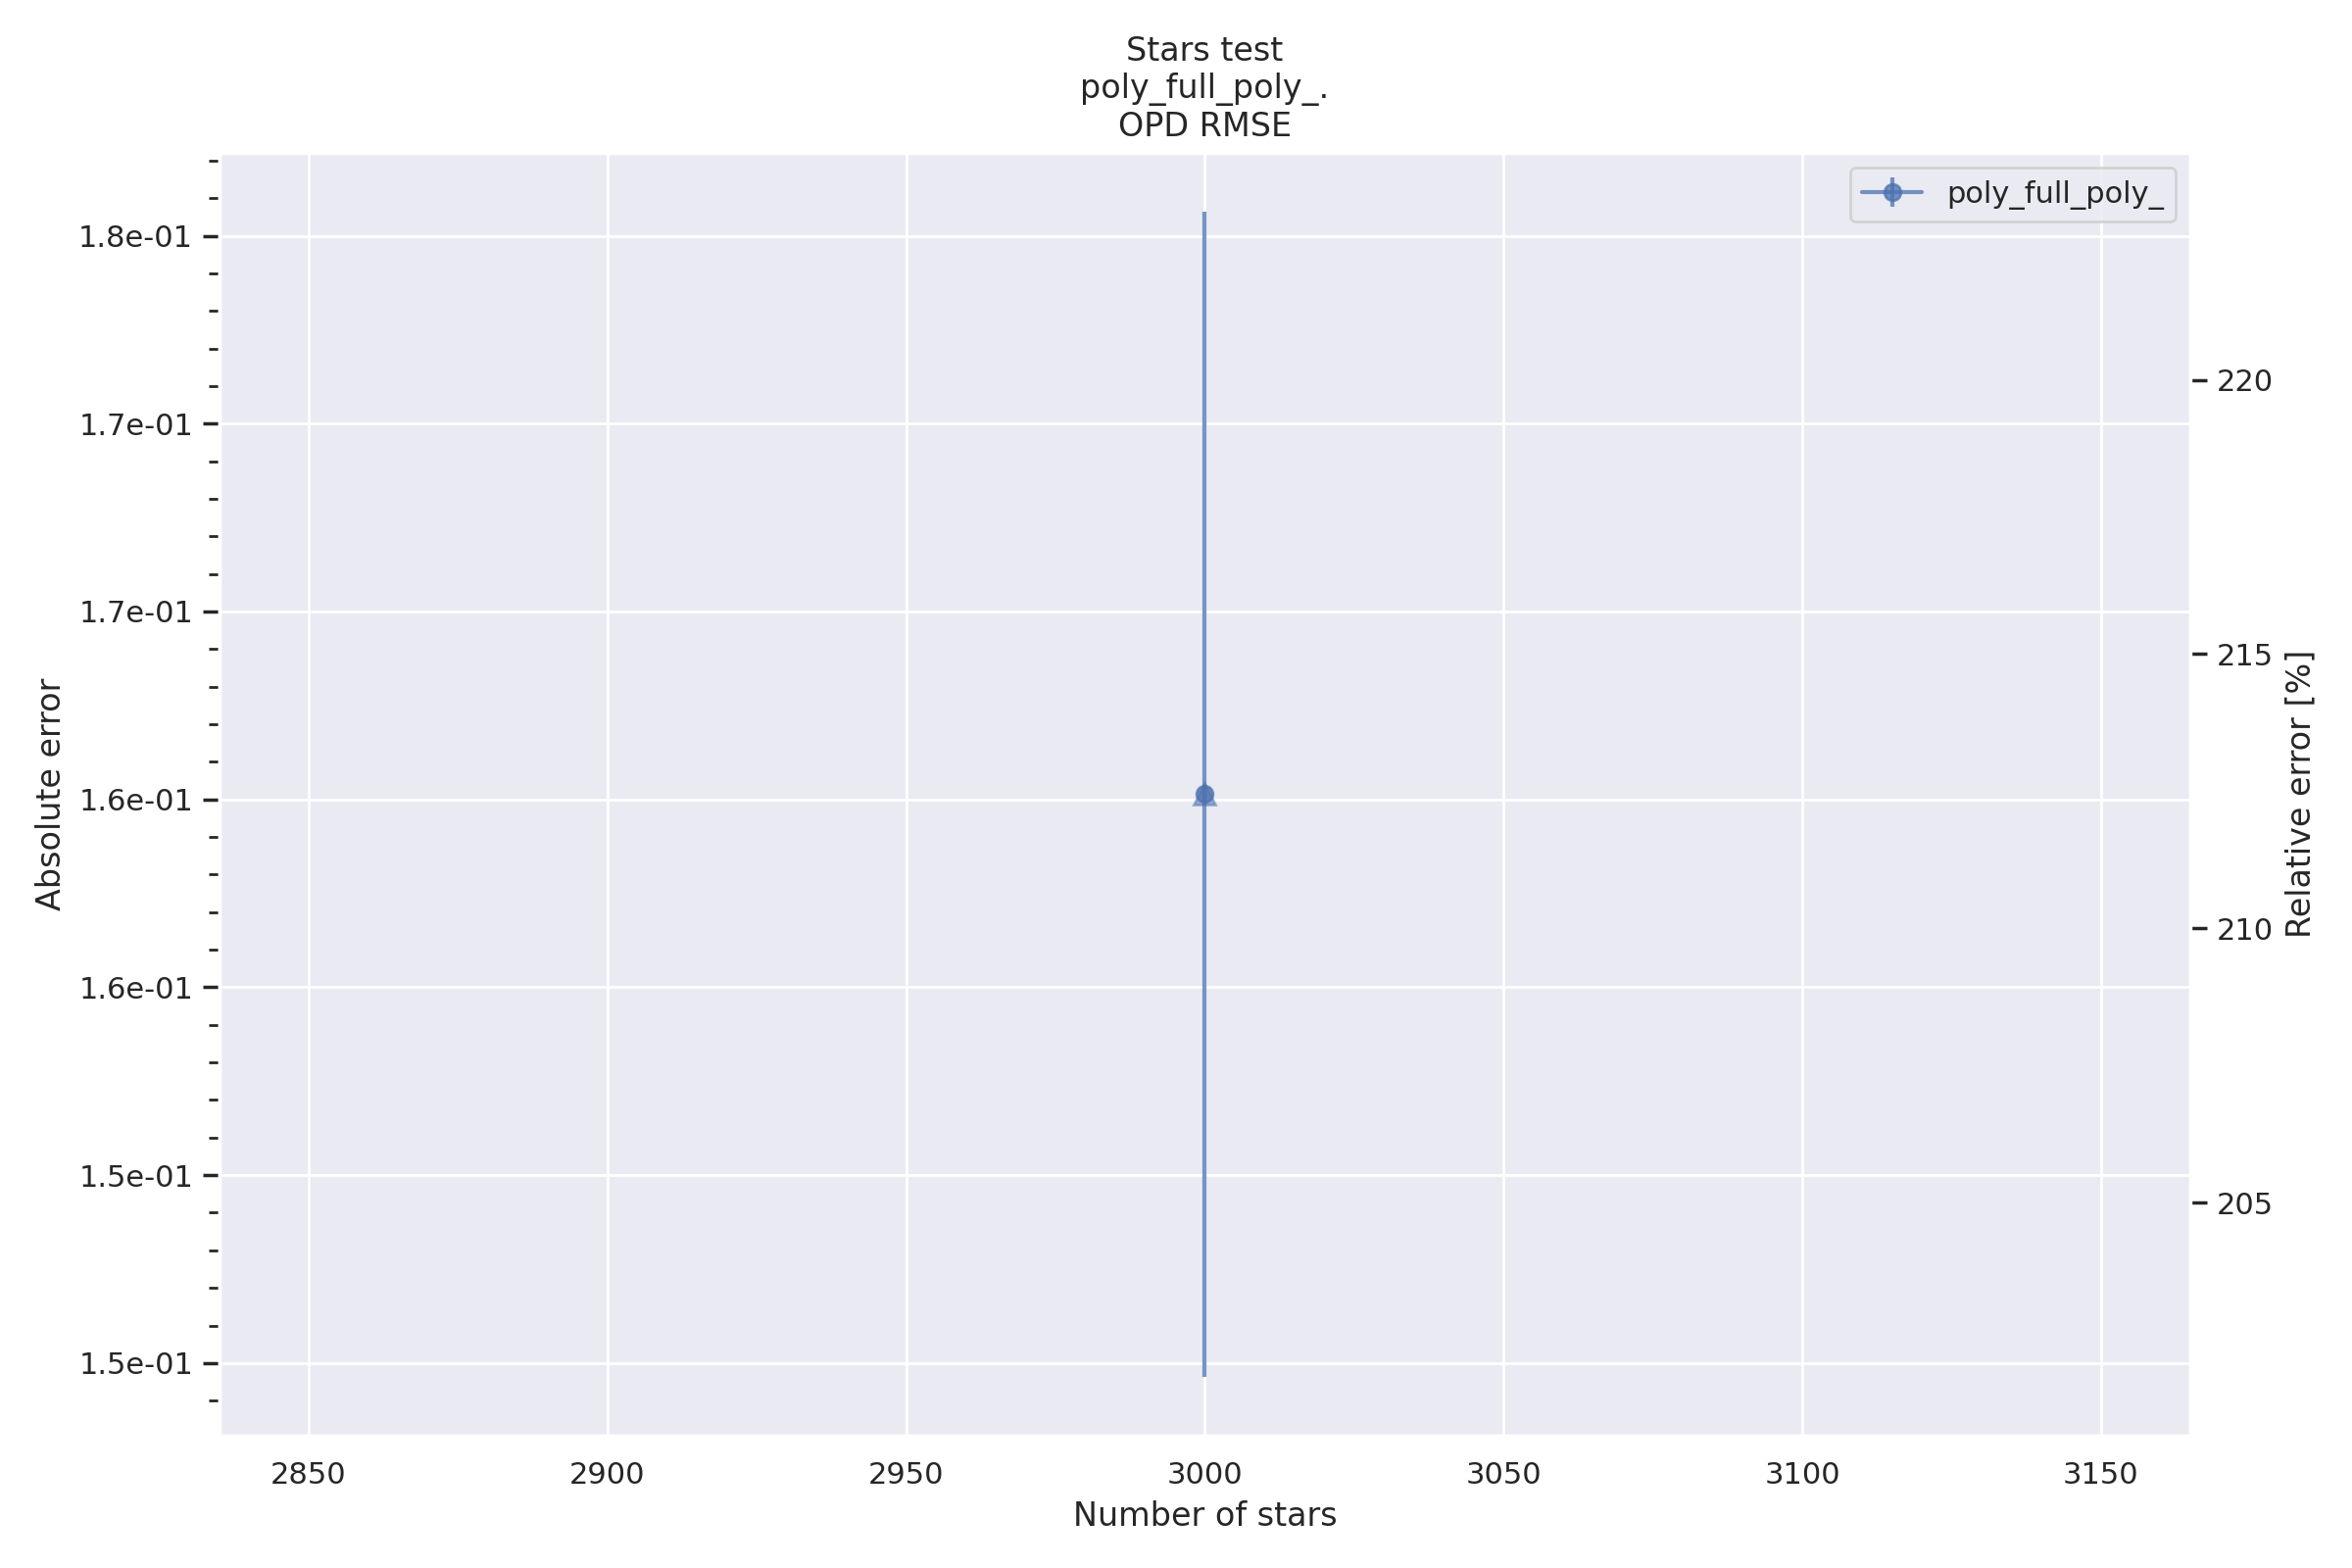 Stars test
poly_full_poly_.
OPD RMSE
poly_full_poly_
1.8e-01
1.7e-01
1.7e-01
1.6e-01
1.6e-01
1.5e-01
1.5e-01
Absolute error
220
215
210
205
Relative error [%]
2850 2900 2950 3000 3050 3100 3150
Number of stars